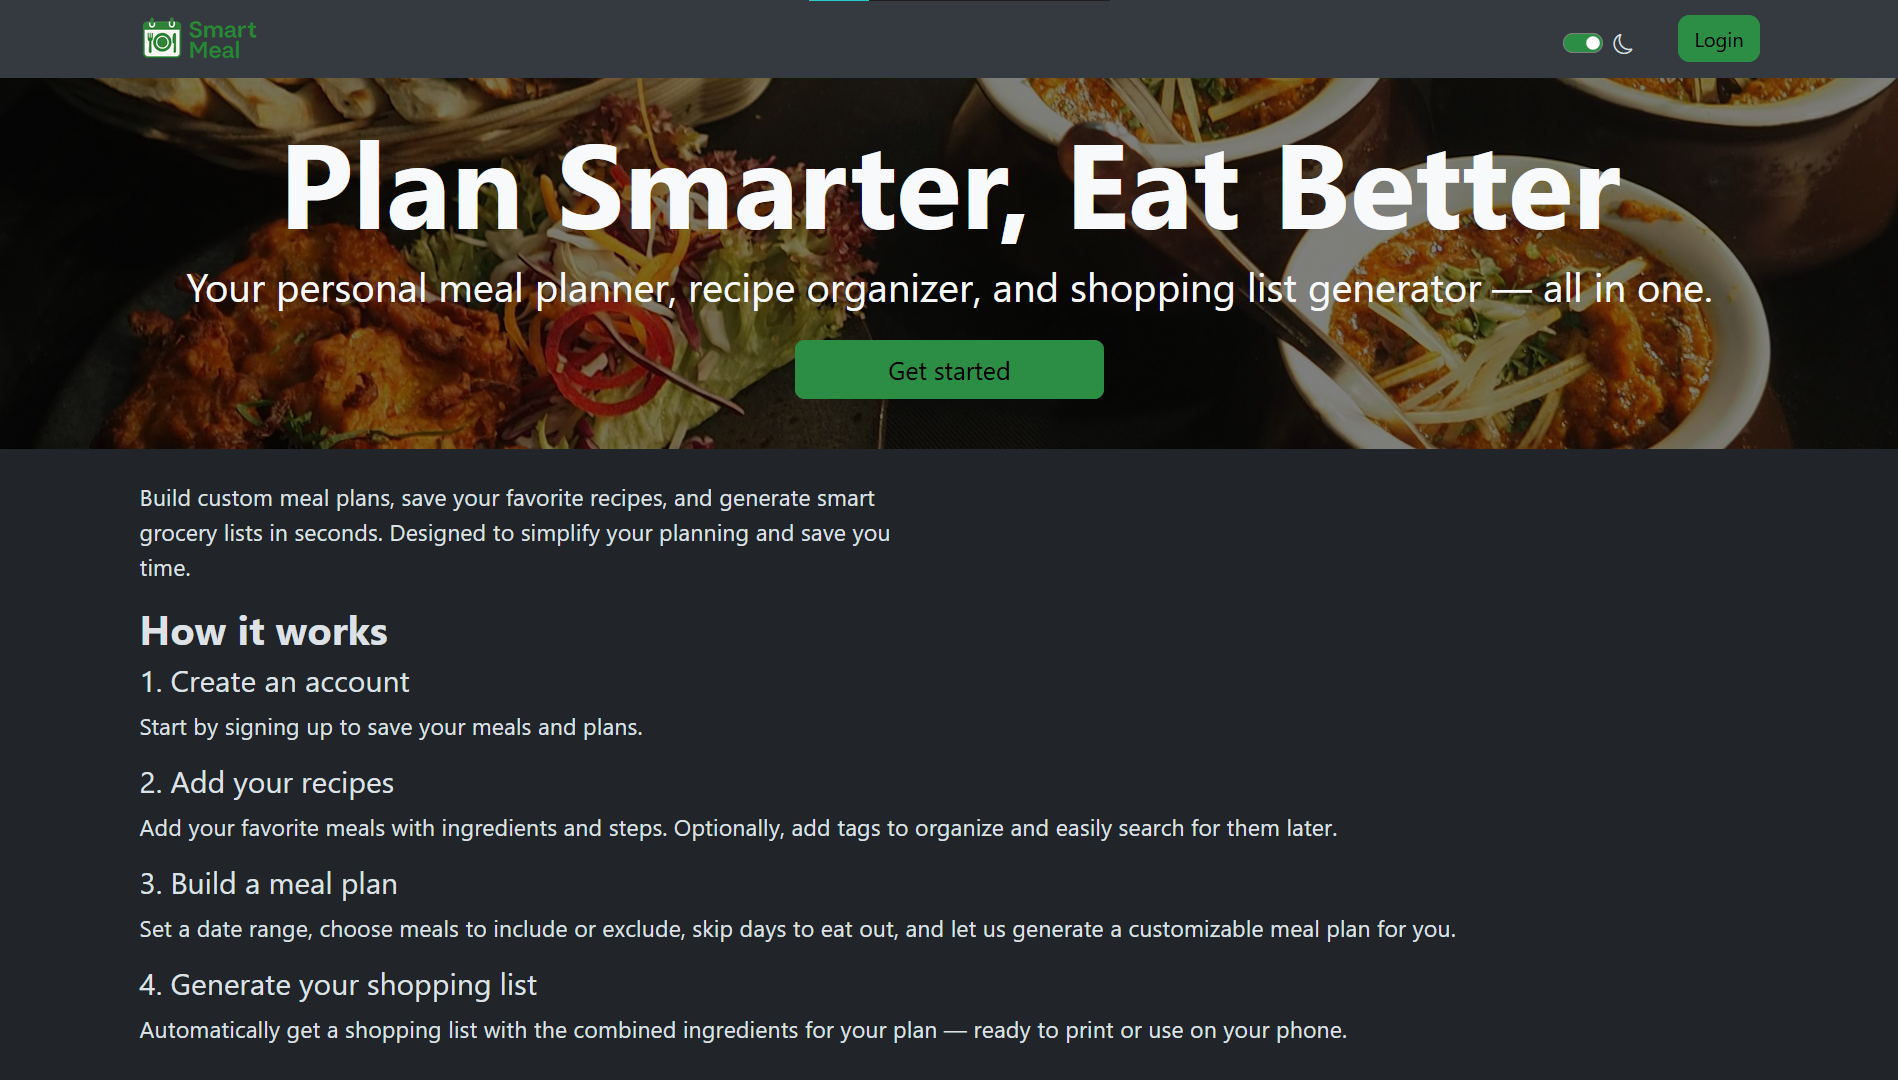 Smart
Meal
Login
Plan Smarter, Eat Better
Your personal meal planner, recipe organizer, and shopping list generator — all in one.
Get started
Build custom meal plans, save your favorite recipes, and generate smart
grocery lists in seconds. Designed to simplify your planning and save you
time.
How it works
1. Create an account
Start by signing up to save your meals and plans.
2. Add your recipes
Add your favorite meals with ingredients and steps. Optionally, add tags to organize and easily search for them later.
3. Build a meal plan
Set a date range, choose meals to include or exclude, skip days to eat out, and let us generate a customizable meal plan for you.
4. Generate your shopping list
Automatically get a shopping list with the combined ingredients for your plan — ready to print or use on your phone.